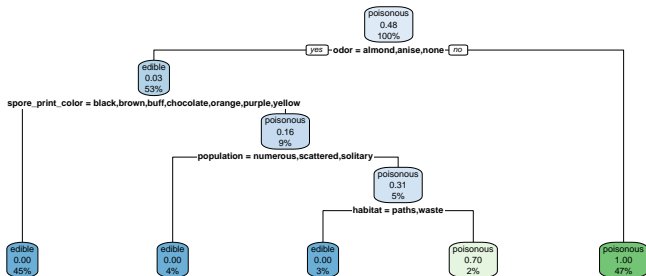 poisonous
0.48
100%
yes odor = almond,anise,none no
edible
0.03
53%
spore_print_color = black,brown,buff,chocolate,orange,purple,yellow
poisonous
0.16
9%
population = numerous,scattered,solitary
poisonous
0.31
5%
habitat = paths,waste
edible
0.00
45%
edible
0.00
4%
edible
0.00
3%
poisonous
0.70
2%
poisonous
1.00
47%